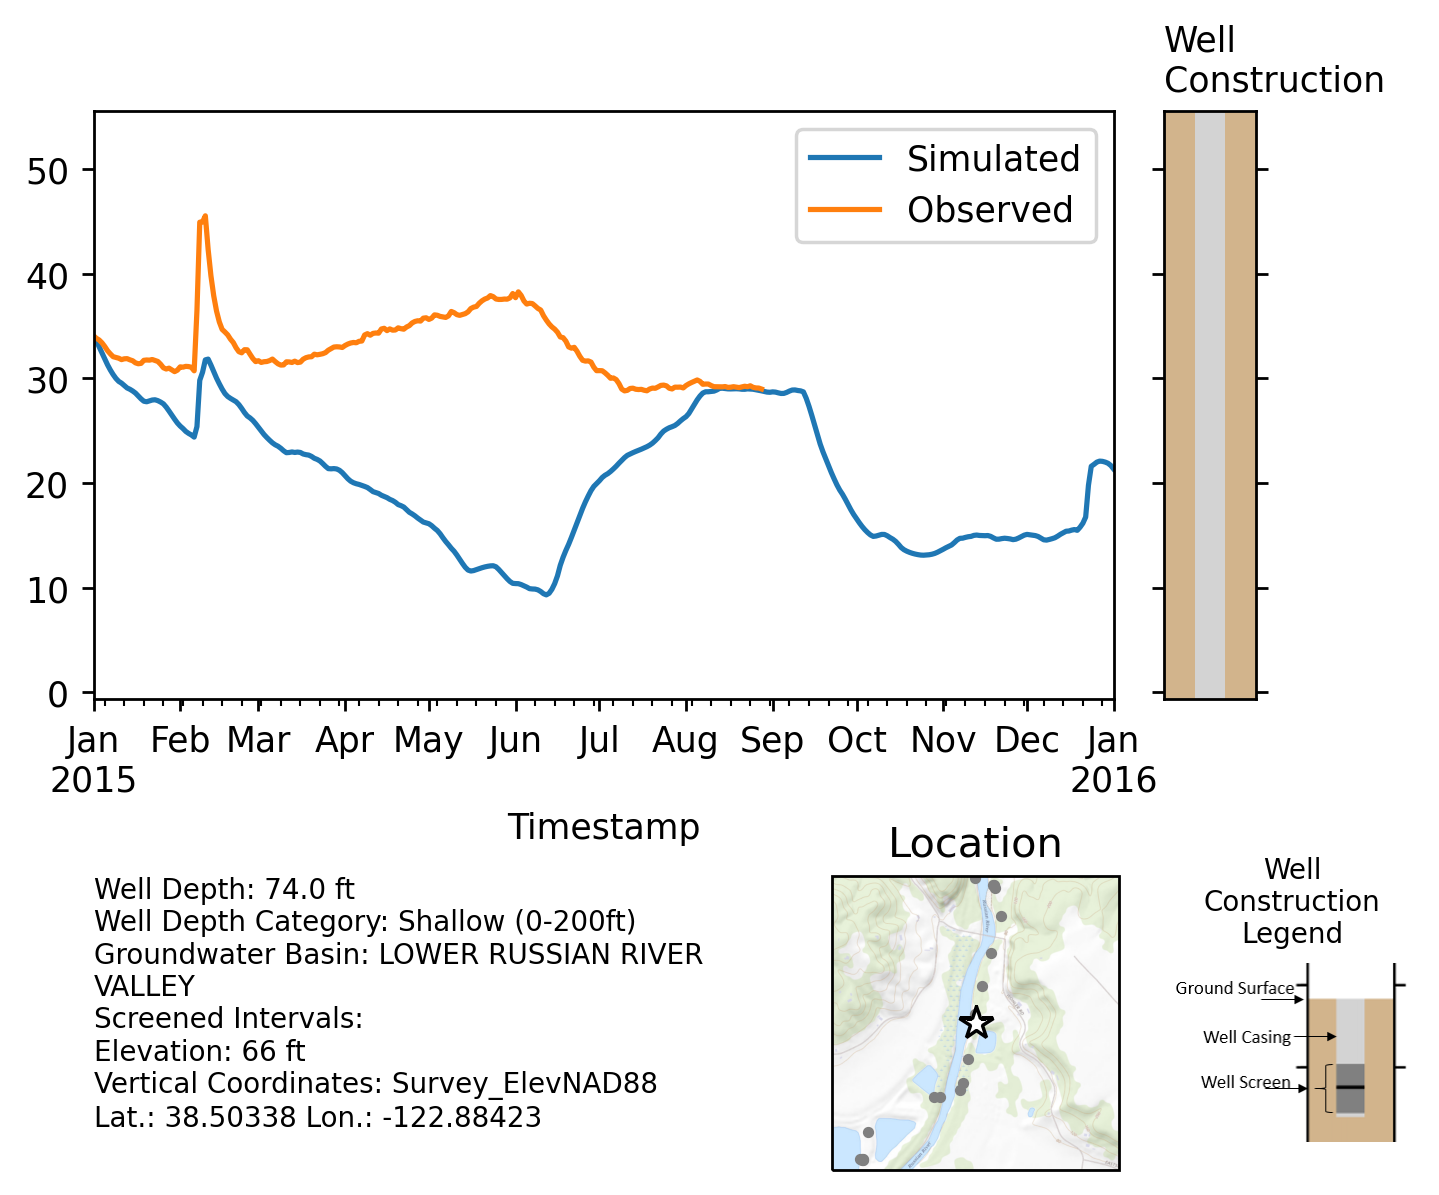 Well
Construction
50
40
30
20
10
0
Simulated
Observed
Jan
2015
Feb
Mar
Apr
May
Jun
Jul
Aug
Sep
Oct
Nov
Dec
Jan
2016
Timestamp
Well Depth: 74.0 ft
Well Depth Category: Shallow (0-200ft)
Groundwater Basin: LOWER RUSSIAN RIVER
VALLEY
Screened Intervals:
Elevation: 66 ft
Vertical Coordinates: Survey_ElevNAD88
Lat.: 38.50338 Lon.: -122.88423
Location
Well
Construction
Legend
Ground Surface
Well Casing
Well Screen